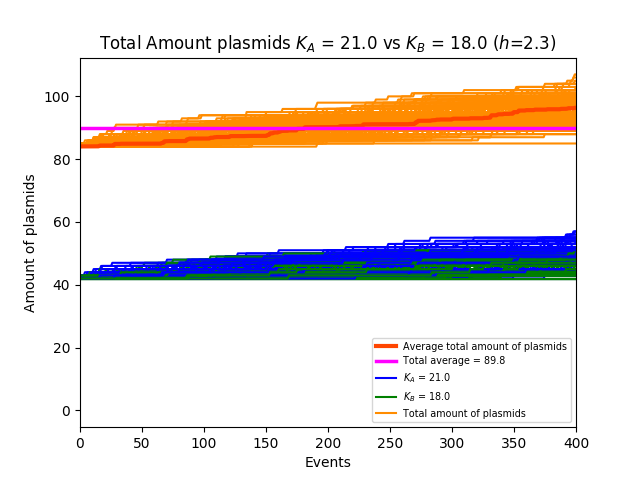 Total Amount plasmids K_A = 21.0 vs K_B = 18.0 (h=2.3)
Amount of plasmids
100
80
60
40
20
0
0 50 100 150 200 250 300 350 400
Events
Average total amount of plasmids
Total average = 89.8
K_A = 21.0
K_B = 18.0
Total amount of plasmids